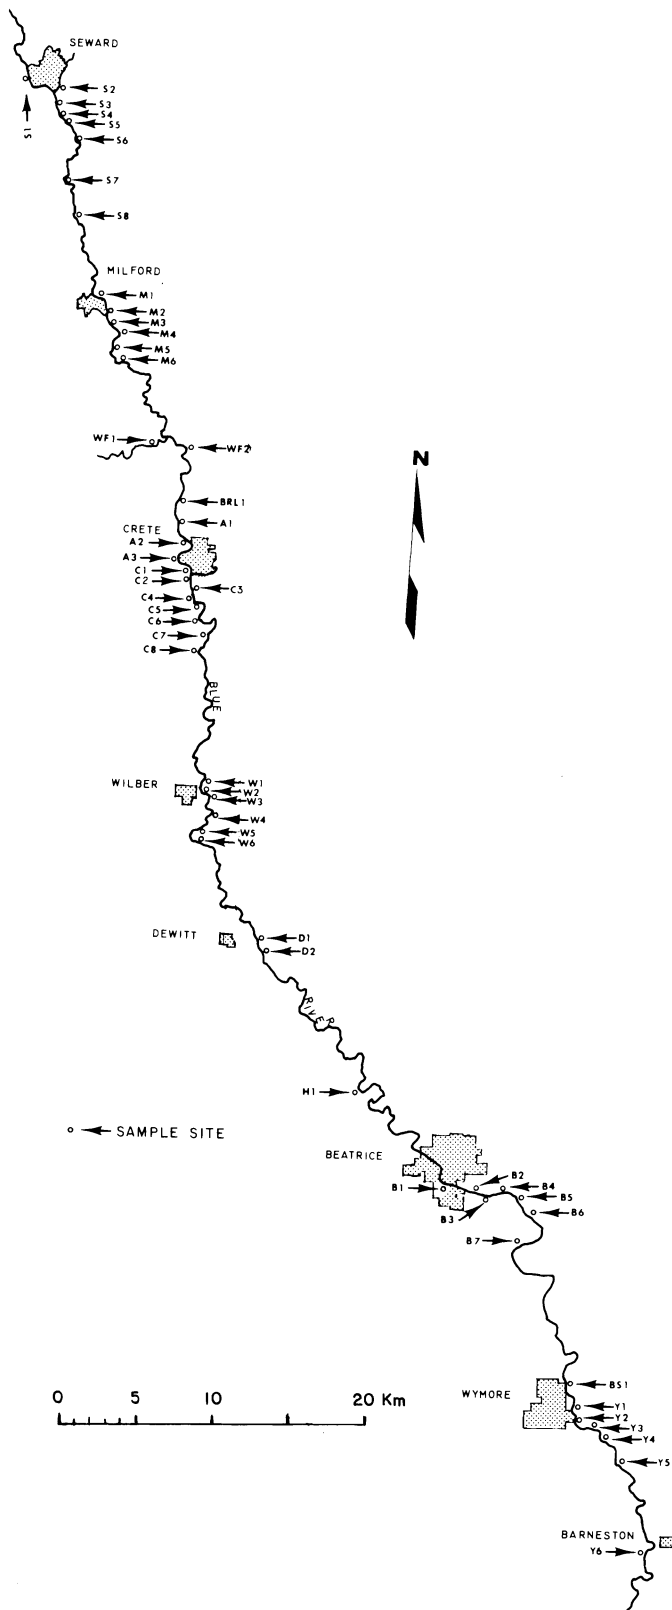 SEWARD
S1
S2
S3
S4
S5
S6
S7
S8
MILFORD
M1
M2
M3
M4
M5
M6
WF1
WF2
N
BRL1
CRETE
A1
A2
A3
C1
C2
C3
C4
C5
C6
C7
C8
BLUE
WILBER
W1
W2
W3
W4
W5
W6
DEWITT
D1
D2
RIVER
H1
SAMPLE SITE
BEATRICE
B1
B2
B3
B4
B5
B6
B7
0 5 10 20 Km
WYMORE
BS1
Y1
Y2
Y3
Y4
Y5
BARNESTON
Y6